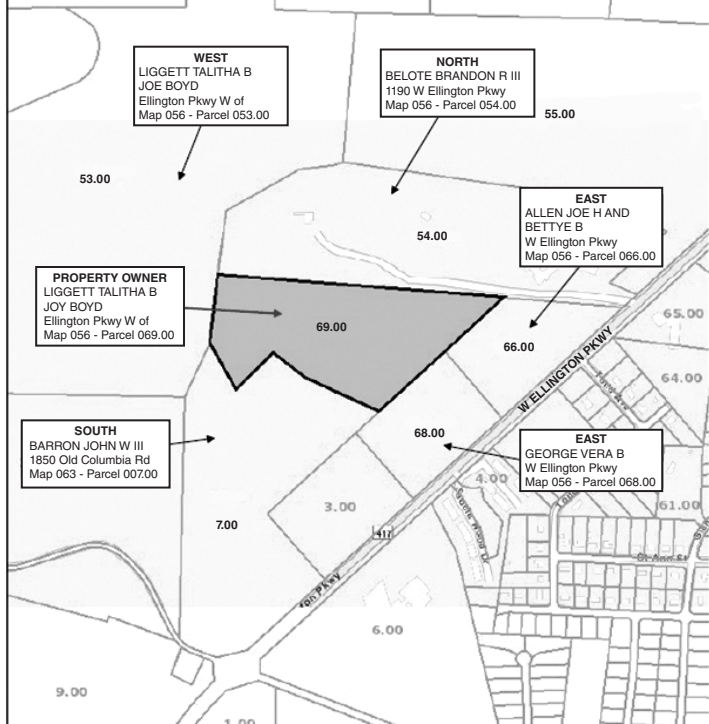 WEST
LIGGETT TALITHA B
JOE BOYD
Ellington Pkwy W of
Map 056 - Parcel 053.00
NORTH
BELOTE BRANDON R III
1190 W Ellington Pkwy
Map 056 - Parcel 054.00
55.00
53.00
54.00
EAST
ALLEN JOE H AND
BETTYE B
W Ellington Pkwy
Map 056 - Parcel 066.00
PROPERTY OWNER
LIGGETT TALITHA B
JOY BOYD
Ellington Pkwy W of
Map 056 - Parcel 069.00
69.00
66.00
65.00
W ELLINGTON PKWY
64.00
SOUTH
BARRON JOHN W III
1850 Old Columbia Rd
Map 063 - Parcel 007.00
68.00
EAST
GEORGE VERA B
W Ellington Pkwy
Map 056 - Parcel 068.00
4.00
61.00
3.00
7.00
417
South Wood Dr
ton Pkwy
6.00
9.00
1.00